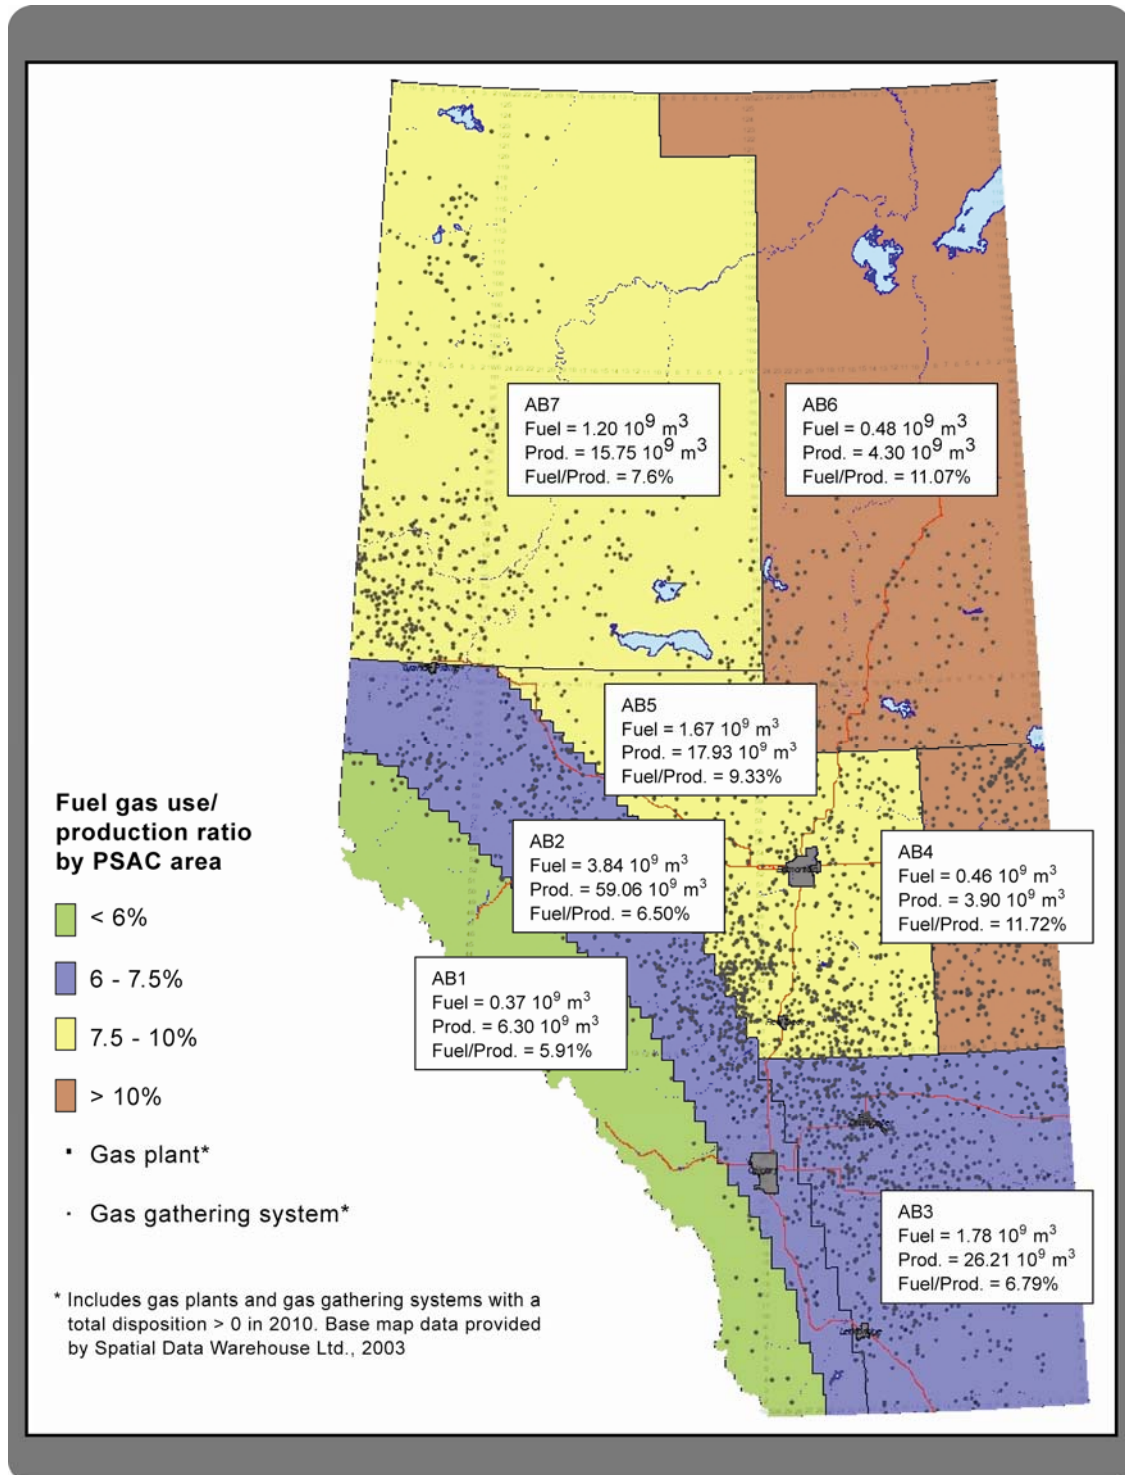 AB7
Fuel = 1.20 10⁹ m³
Prod. = 15.75 10⁹ m³
Fuel/Prod. = 7.6%
AB6
Fuel = 0.48 10⁹ m³
Prod. = 4.30 10⁹ m³
Fuel/Prod. = 11.07%
AB5
Fuel = 1.67 10⁹ m³
Prod. = 17.93 10⁹ m³
Fuel/Prod. = 9.33%
AB2
Fuel = 3.84 10⁹ m³
Prod. = 59.06 10⁹ m³
Fuel/Prod. = 6.50%
AB4
Fuel = 0.46 10⁹ m³
Prod. = 3.90 10⁹ m³
Fuel/Prod. = 11.72%
AB1
Fuel = 0.37 10⁹ m³
Prod. = 6.30 10⁹ m³
Fuel/Prod. = 5.91%
AB3
Fuel = 1.78 10⁹ m³
Prod. = 26.21 10⁹ m³
Fuel/Prod. = 6.79%
Fuel gas use/
production ratio
by PSAC area
< 6%
6 - 7.5%
7.5 - 10%
> 10%
Gas plant*
Gas gathering system*
* Includes gas plants and gas gathering systems with a
total disposition > 0 in 2010. Base map data provided
by Spatial Data Warehouse Ltd., 2003